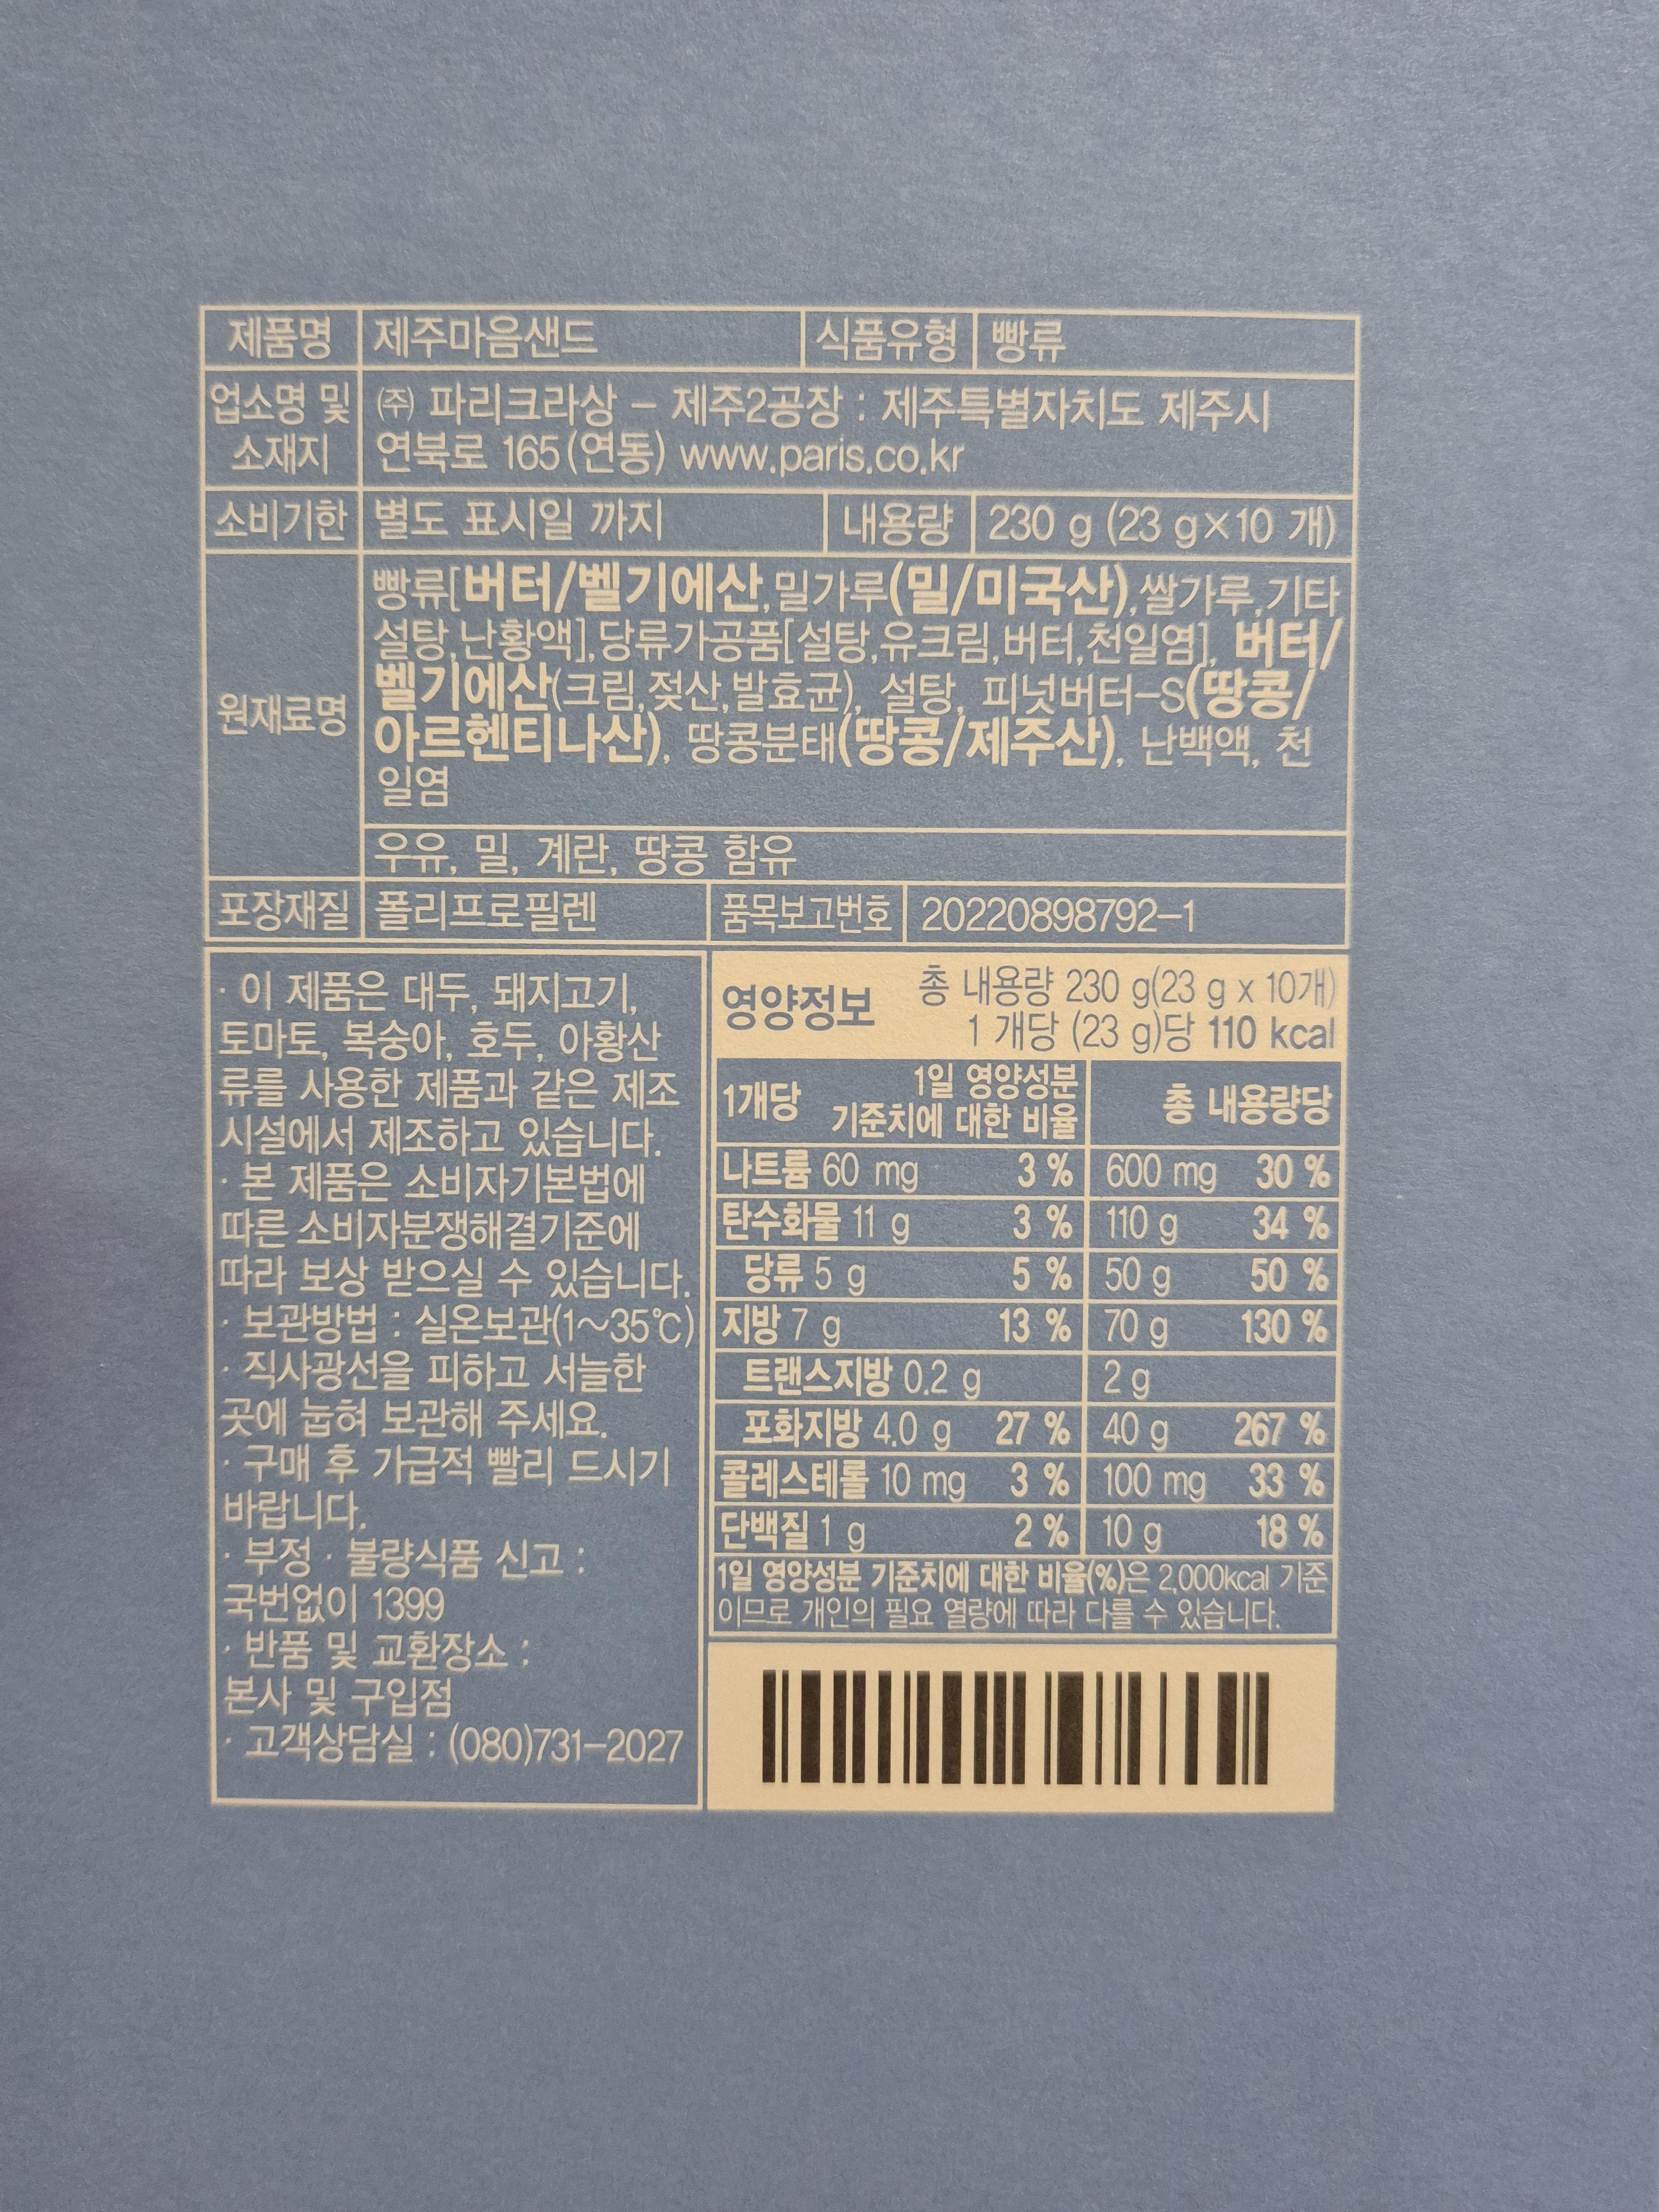 제품명 제주마음샌드 식품유형 빵류
업소명 및 소재지 ㈜ 파리크라상 – 제주2공장 : 제주특별자치도 제주시
연북로 165 (연동) www.paris.co.kr
소비기한 별도 표시일 까지 내용량 230 g (23 g×10 개)
원재료명
빵류[버터/벨기에산,밀가루(밀/미국산),쌀가루,기타
설탕,난황액],당류가공품[설탕,유크림,버터,천일염], 버터/
벨기에산(크림,젖산,발효균), 설탕, 피넛버터-S(땅콩/
아르헨티나산), 땅콩분태(땅콩/제주산), 난백액, 천
일염
우유, 밀, 계란, 땅콩 함유
포장재질 폴리프로필렌 품목보고번호 20220898792-1
· 이 제품은 대두, 돼지고기,
토마토, 복숭아, 호두, 아황산
류를 사용한 제품과 같은 제조
시설에서 제조하고 있습니다.
· 본 제품은 소비자기본법에
따른 소비자분쟁해결기준에
따라 보상 받으실 수 있습니다.
· 보관방법 : 실온보관(1~35℃)
· 직사광선을 피하고 서늘한
곳에 눕혀 보관해 주세요.
· 구매 후 가급적 빨리 드시기
바랍니다.
· 부정 · 불량식품 신고 :
국번없이 1399
· 반품 및 교환장소 :
본사 및 구입점
· 고객상담실 : (080)731-2027
영양정보
총 내용량 230 g(23 g x 10개)
1 개당 (23 g)당 110 kcal
1개당 1일 영양성분 기준치에 대한 비율 총 내용량당
나트륨 60 mg 3 % 600 mg 30 %
탄수화물 11 g 3 % 110 g 34 %
당류 5 g 5 % 50 g 50 %
지방 7 g 13 % 70 g 130 %
트랜스지방 0.2 g 2 g
포화지방 4.0 g 27 % 40 g 267 %
콜레스테롤 10 mg 3 % 100 mg 33 %
단백질 1 g 2 % 10 g 18 %
1일 영양성분 기준치에 대한 비율(%)은 2,000kcal 기준
이므로 개인의 필요 열량에 따라 다를 수 있습니다.